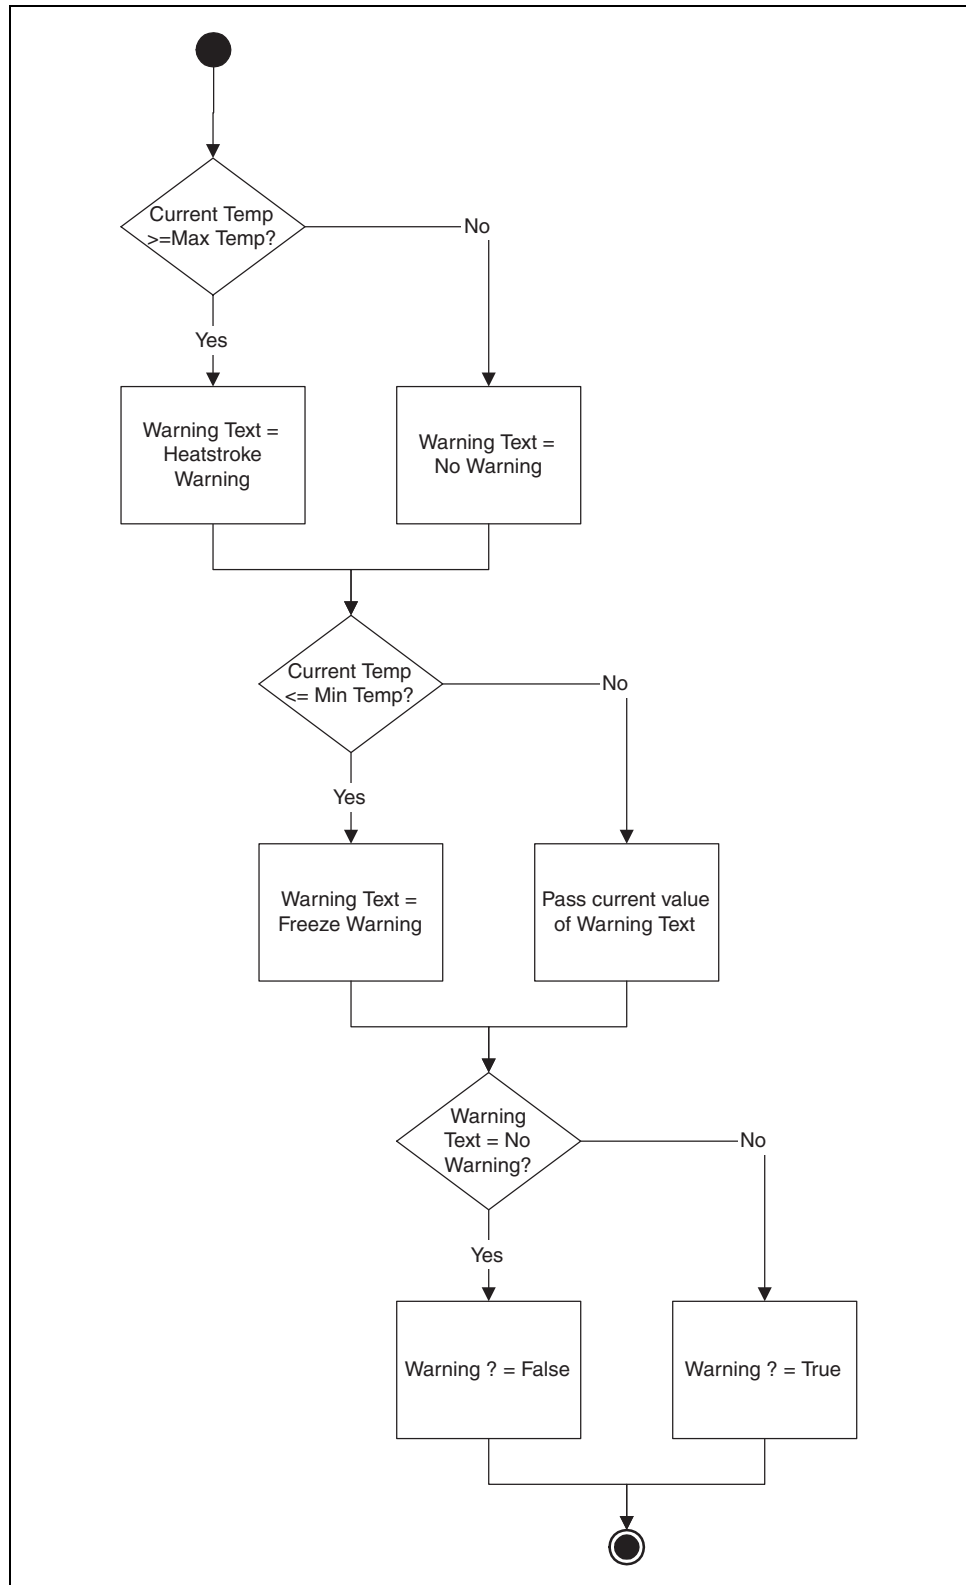 Current Temp
>=Max Temp?
No
Yes
Warning Text =
Heatstroke
Warning
Warning Text =
No Warning
Current Temp
<= Min Temp?
No
Yes
Warning Text =
Freeze Warning
Pass current value
of Warning Text
Warning
Text = No
Warning?
No
Yes
Warning ? = False
Warning ? = True